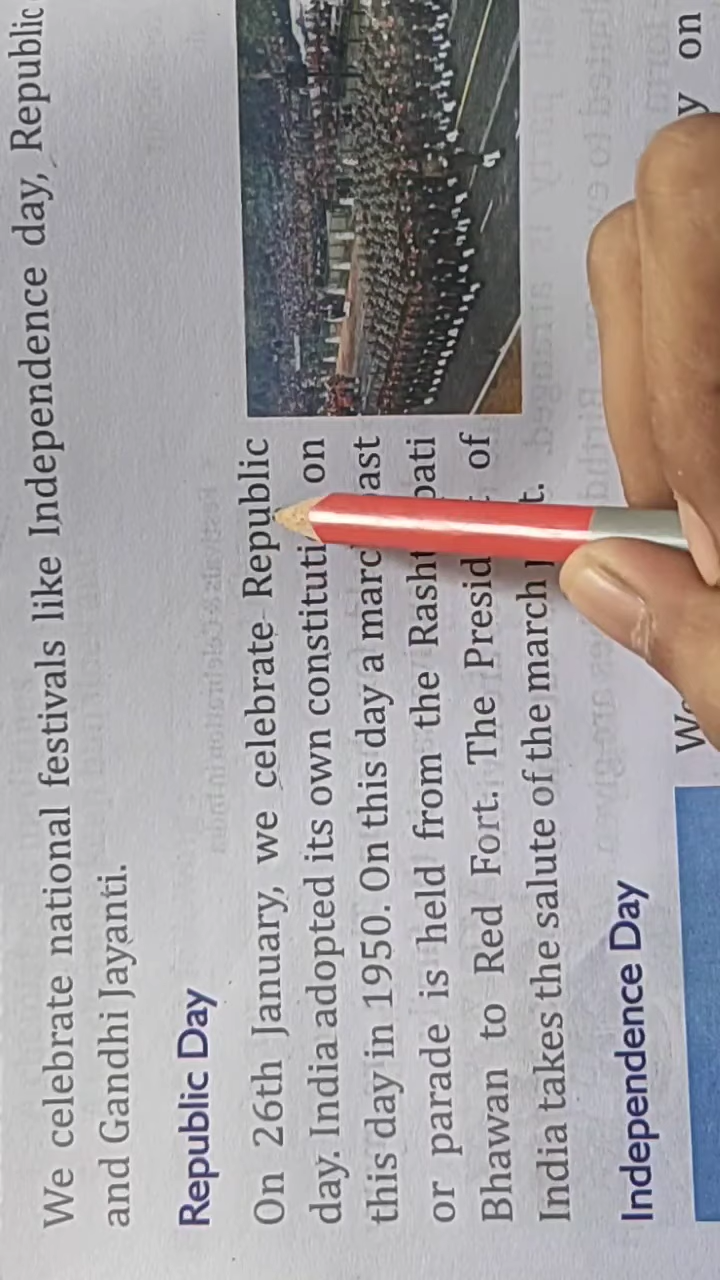 We celebrate national festivals like Independence day, Republic
and Gandhi Jayanti.
Republic Day
On 26th January, we celebrate Republic
day. India adopted its own constituti on
this day in 1950. On this day a marc ast
or parade is held from the Rasht pati
Bhawan to Red Fort. The Presid of
India takes the salute of the march t.
Independence Day
y on